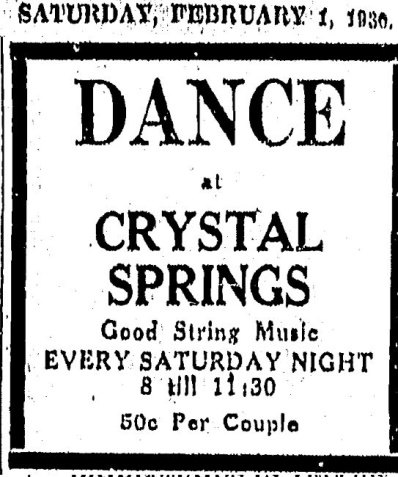 SATURDAY, FEBRUARY 1, 1930.
DANCE
at
CRYSTAL
SPRINGS
Good String Music
EVERY SATURDAY NIGHT
8 till 11:30
50c Per Couple